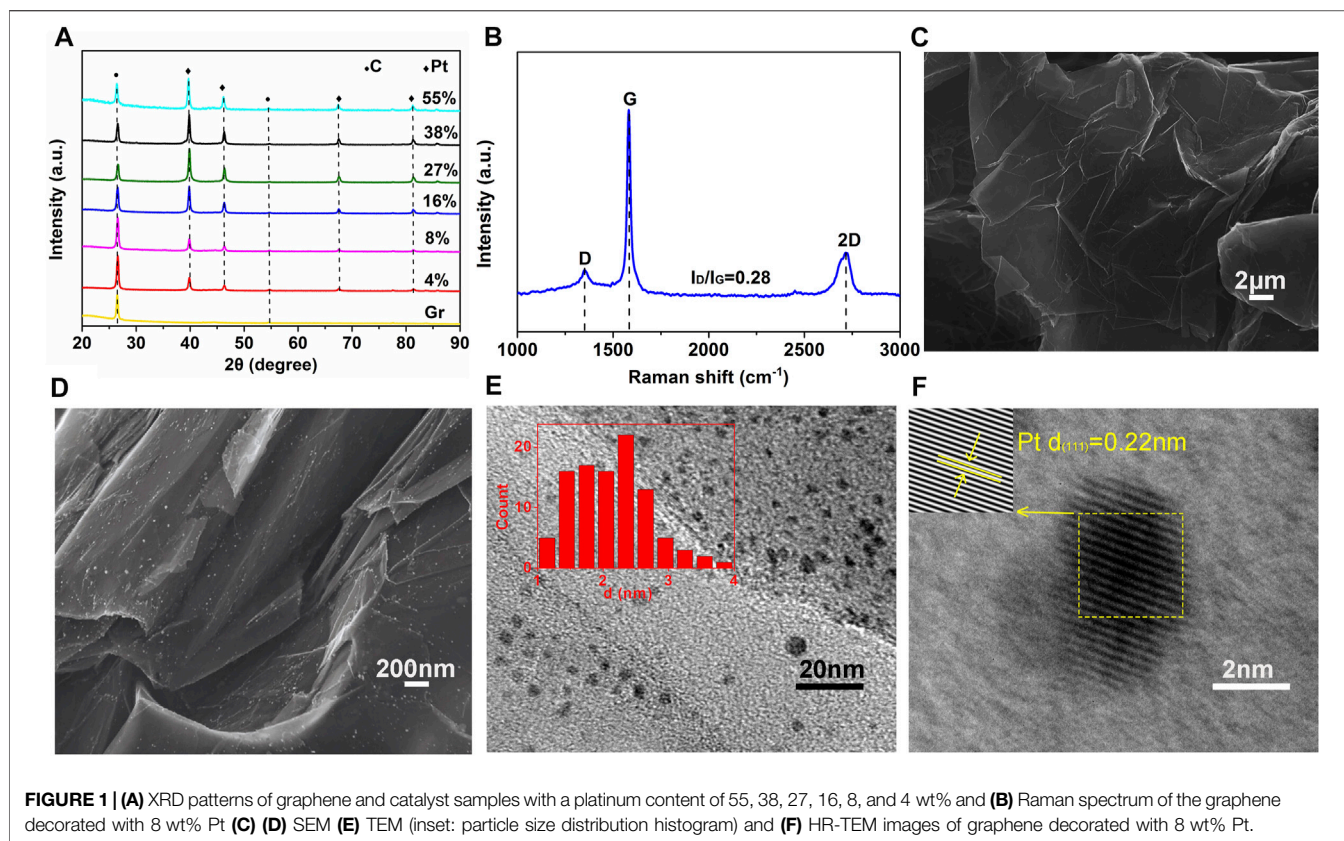 A
•C ♦Pt
55%
38%
27%
16%
8%
4%
Gr
Intensity (a.u.)
20 30 40 50 60 70 80 90
2θ (degree)
B
G
D
2D
I_D/I_G=0.28
Intensity (a.u.)
1000 1500 2000 2500 3000
Raman shift (cm⁻¹)
C
2μm
D
200nm
E
20
10
0
Count
1 2 3 4
d (nm)
20nm
F
Pt d₍₁₁₁₎=0.22nm
2nm
FIGURE 1 | (A) XRD patterns of graphene and catalyst samples with a platinum content of 55, 38, 27, 16, 8, and 4 wt% and (B) Raman spectrum of the graphene
decorated with 8 wt% Pt (C) (D) SEM (E) TEM (inset: particle size distribution histogram) and (F) HR-TEM images of graphene decorated with 8 wt% Pt.